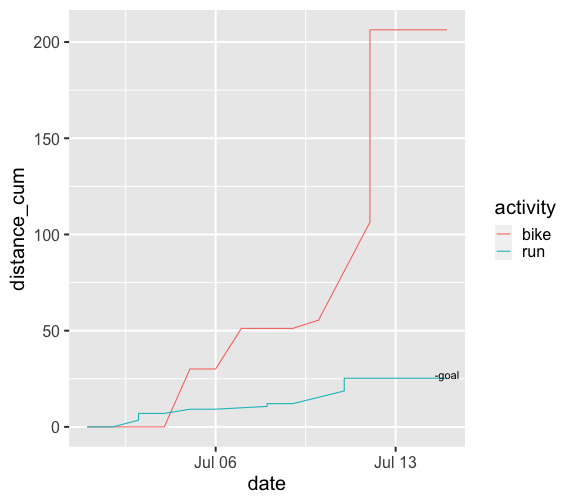 200
150
100
50
0
distance_cum
-goal
Jul 06
Jul 13
date
activity
bike
run